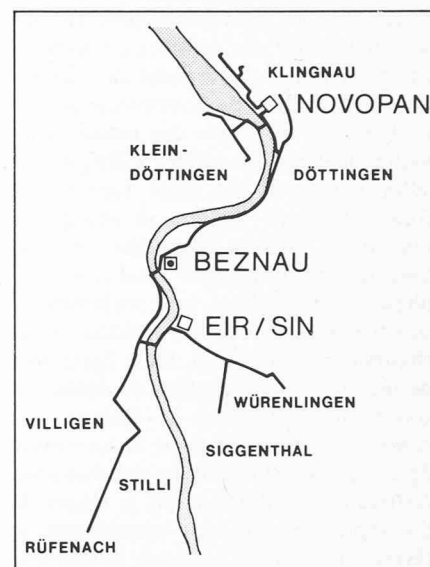 KLINGNAU
NOVOPAN
KLEIN-
DÖTTINGEN
DÖTTINGEN
BEZNAU
EIR / SIN
WÜRENLINGEN
VILLIGEN
SIGGENTHAL
STILLI
RÜFENACH